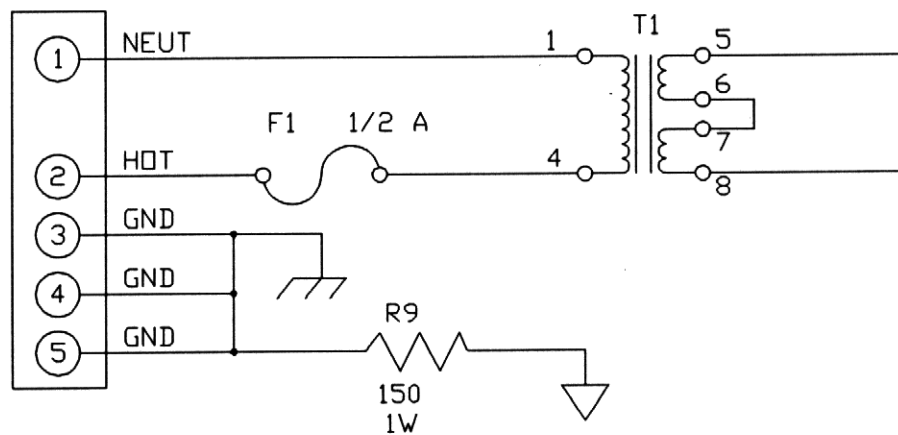 T1
1 NEUT 1 5
6
F1 1/2 A
7
2 HOT 4 8
3 GND
4 GND
R9
5 GND
150
1W